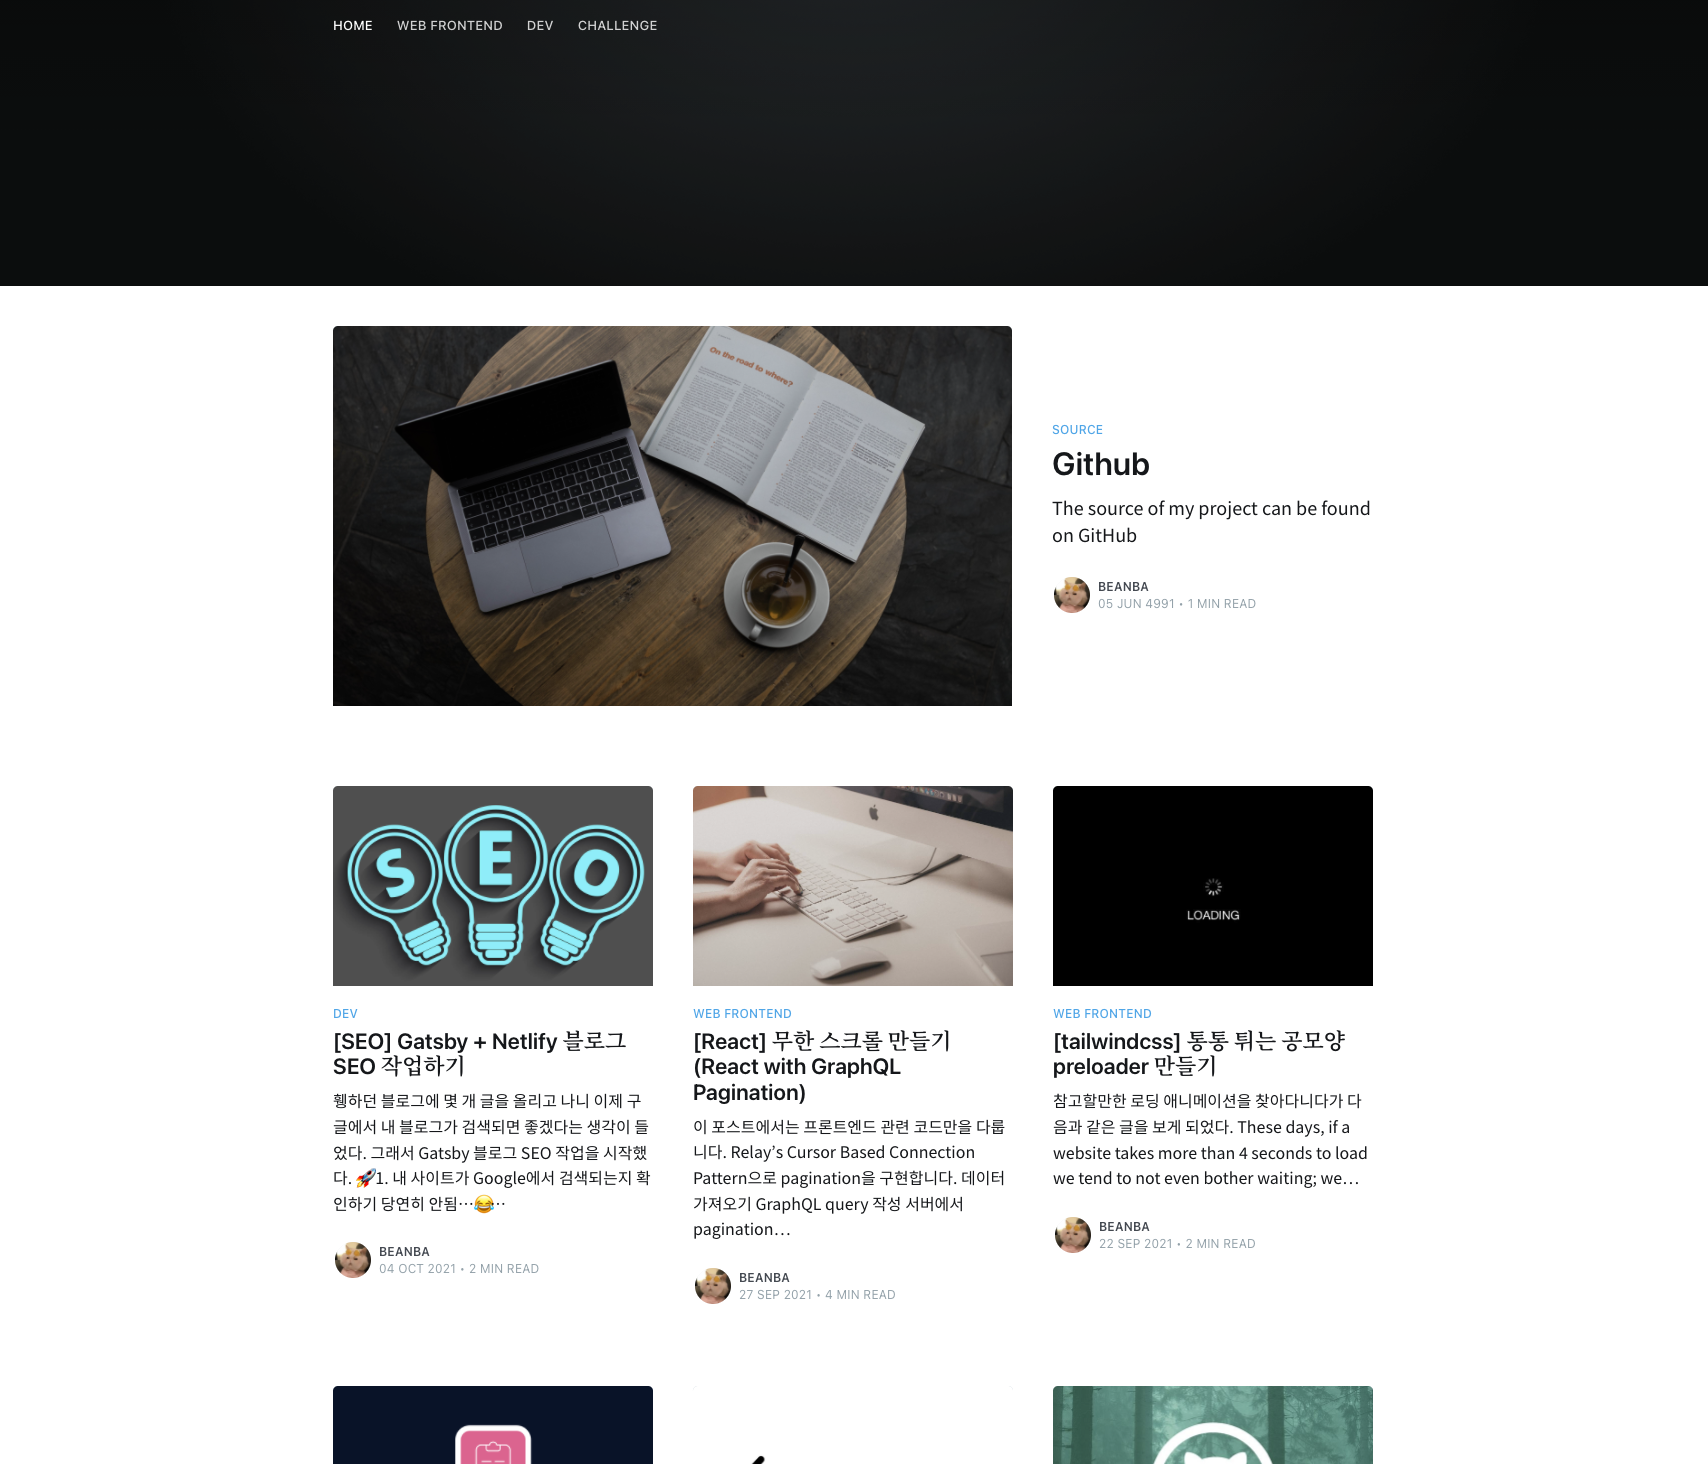 HOME WEB FRONTEND DEV CHALLENGE
On the road to where?
SOURCE
Github
The source of my project can be found
on GitHub
BEANBA
05 JUN 4991 • 1 MIN READ
SEO
DEV
[SEO] Gatsby + Netlify 블로그
SEO 작업하기
휑하던 블로그에 몇 개 글을 올리고 나니 이제 구
글에서 내 블로그가 검색되면 좋겠다는 생각이 들
었다. 그래서 Gatsby 블로그 SEO 작업을 시작했
다. 🚀1. 내 사이트가 Google에서 검색되는지 확
인하기 당연히 안됨…😂…
BEANBA
04 OCT 2021 • 2 MIN READ
WEB FRONTEND
[React] 무한 스크롤 만들기
(React with GraphQL
Pagination)
이 포스트에서는 프론트엔드 관련 코드만을 다룹
니다. Relay’s Cursor Based Connection
Pattern으로 pagination을 구현합니다. 데이터
가져오기 GraphQL query 작성 서버에서
pagination…
BEANBA
27 SEP 2021 • 4 MIN READ
LOADING
WEB FRONTEND
[tailwindcss] 통통 튀는 공모양
preloader 만들기
참고할만한 로딩 애니메이션을 찾아다니다가 다
음과 같은 글을 보게 되었다. These days, if a
website takes more than 4 seconds to load
we tend to not even bother waiting; we…
BEANBA
22 SEP 2021 • 2 MIN READ